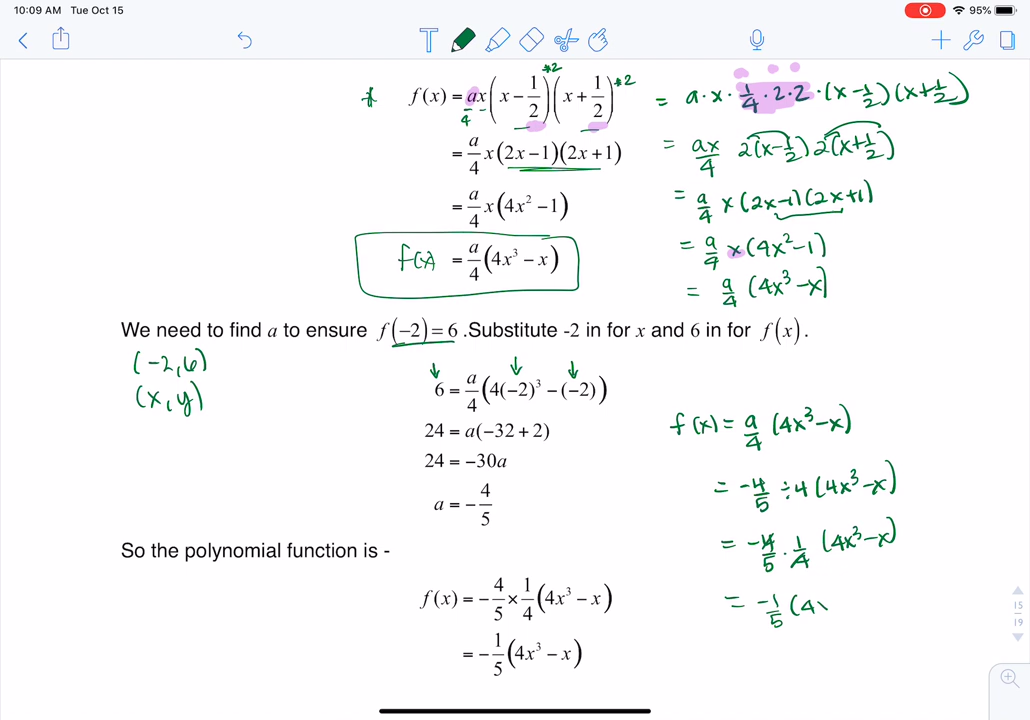 10:09 AM Tue Oct 15 95%
T
* f(x) = ax(x − 1/2)^*2 (x + 1/2)^*2
4
= a/4 x(2x − 1)(2x + 1)
= a/4 x(4x² − 1)
f(x) = a/4 (4x³ − x)
= a · x · 1/4 · 2 · 2 · (x − 1/2)(x + 1/2)
= ax/4 2(x − 1/2) 2(x + 1/2)
= a/4 x (2x − 1)(2x + 1)
= a/4 x (4x² − 1)
= a/4 (4x³ − x)
We need to find a to ensure f(−2) = 6 .Substitute -2 in for x and 6 in for f(x).
(−2, 6)
(x, y)
6 = a/4 (4(−2)³ − (−2))
24 = a(−32 + 2)
24 = −30a
a = − 4/5
So the polynomial function is -
f(x) = − 4/5 × 1/4 (4x³ − x)
= − 1/5 (4x³ − x)
f(x) = a/4 (4x³ − x)
= −4/5 ÷ 4 (4x³ − x)
= −4/5 · 1/4 (4x³ − x)
= −1/5 (4x
15
19